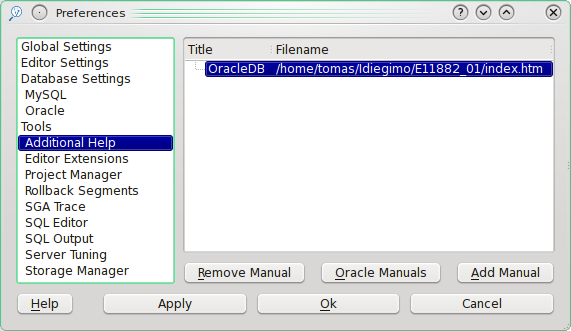 Preferences
Global Settings
Editor Settings
Database Settings
MySQL
Oracle
Tools
Additional Help
Editor Extensions
Project Manager
Rollback Segments
SGA Trace
SQL Editor
SQL Output
Server Tuning
Storage Manager
Title Filename
OracleDB /home/tomas/Idiegimo/E11882_01/index.htm
Remove Manual Oracle Manuals Add Manual
Help Apply Ok Cancel